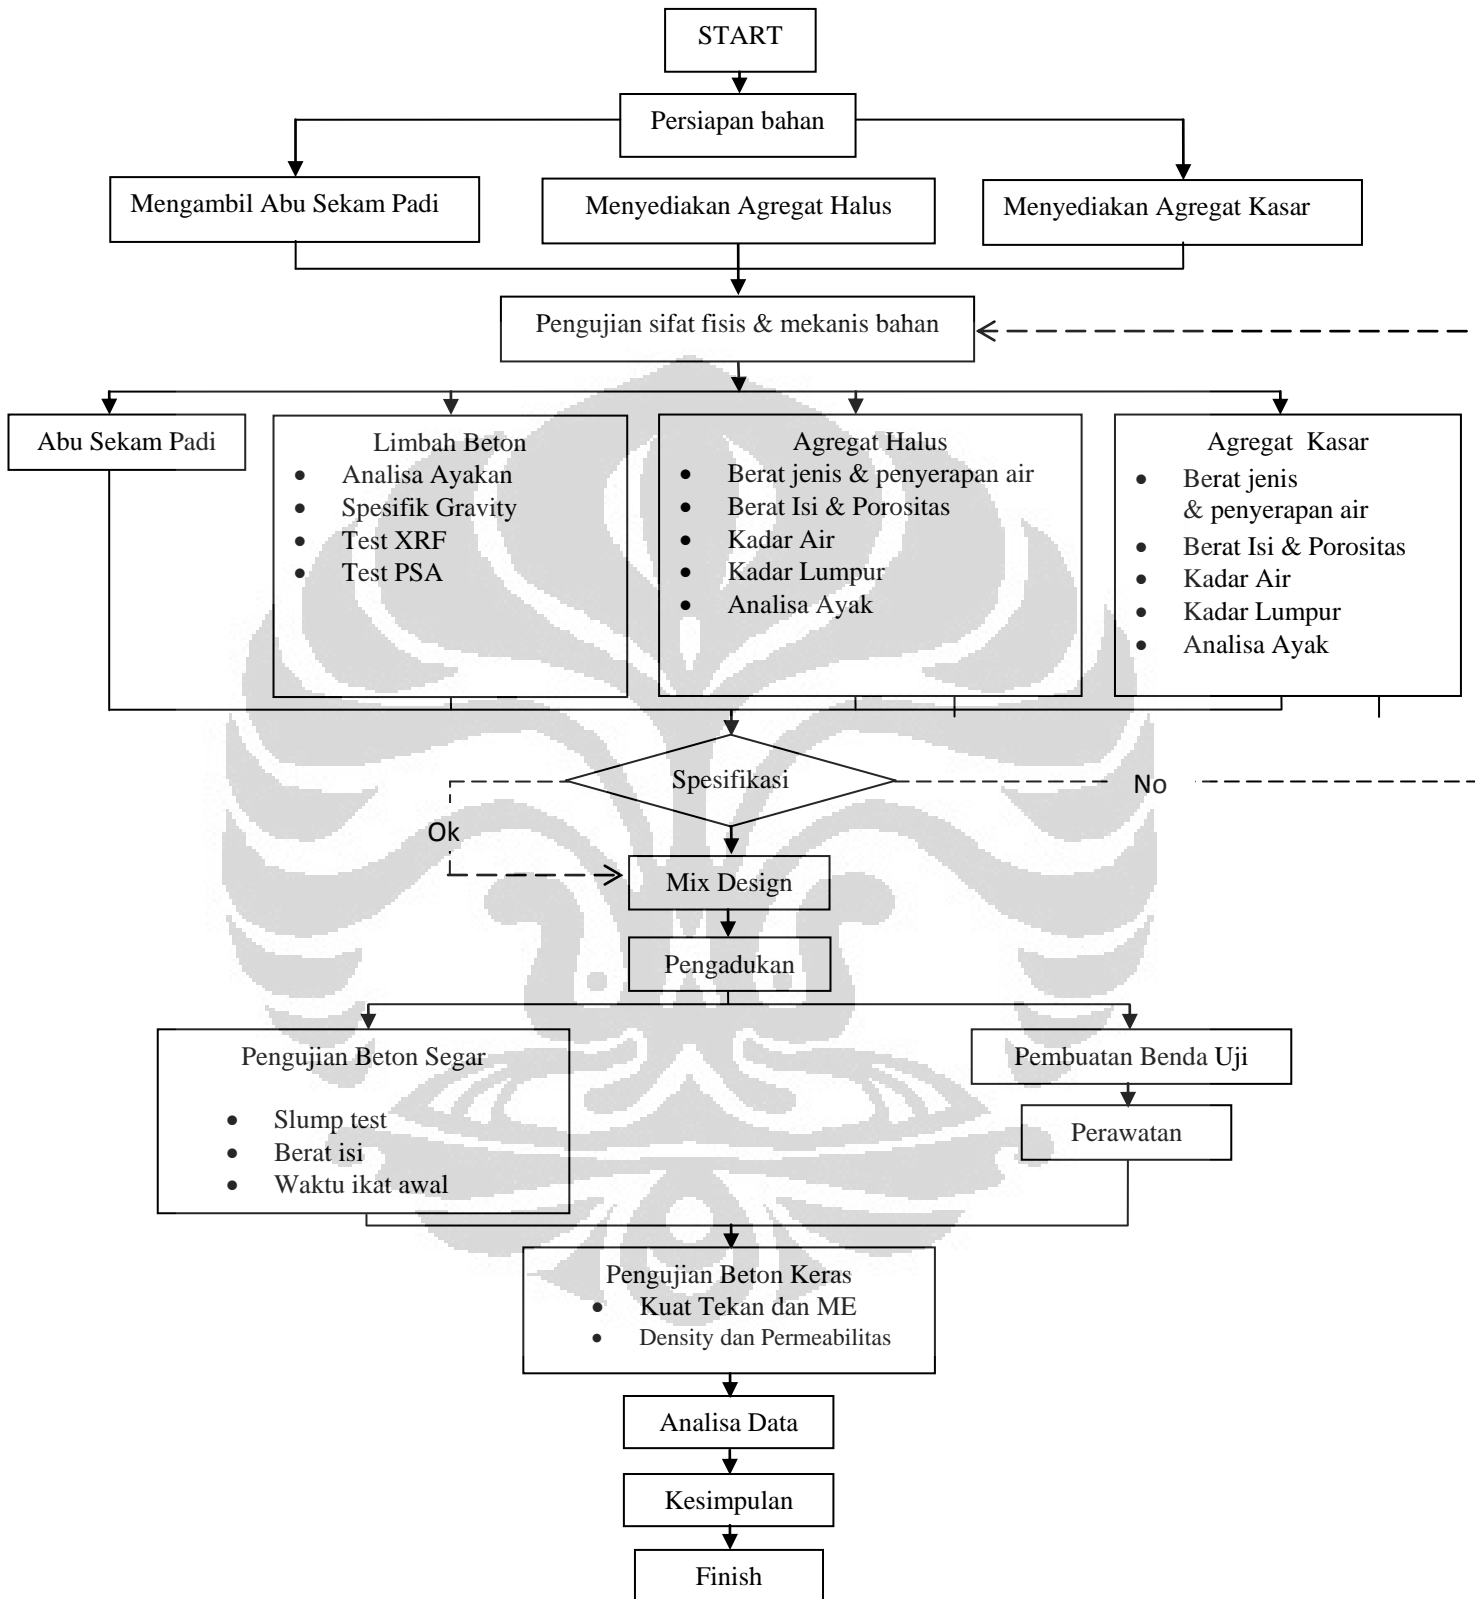 START
Persiapan bahan
Mengambil Abu Sekam Padi
Menyediakan Agregat Halus
Menyediakan Agregat Kasar
Pengujian sifat fisis & mekanis bahan
Abu Sekam Padi
Limbah Beton
• Analisa Ayakan
• Spesifik Gravity
• Test XRF
• Test PSA
Agregat Halus
• Berat jenis & penyerapan air
• Berat Isi & Porositas
• Kadar Air
• Kadar Lumpur
• Analisa Ayak
Agregat Kasar
• Berat jenis
& penyerapan air
• Berat Isi & Porositas
• Kadar Air
• Kadar Lumpur
• Analisa Ayak
Spesifikasi
No
Ok
Mix Design
Pengadukan
Pengujian Beton Segar
• Slump test
• Berat isi
• Waktu ikat awal
Pembuatan Benda Uji
Perawatan
Pengujian Beton Keras
• Kuat Tekan dan ME
• Density dan Permeabilitas
Analisa Data
Kesimpulan
Finish